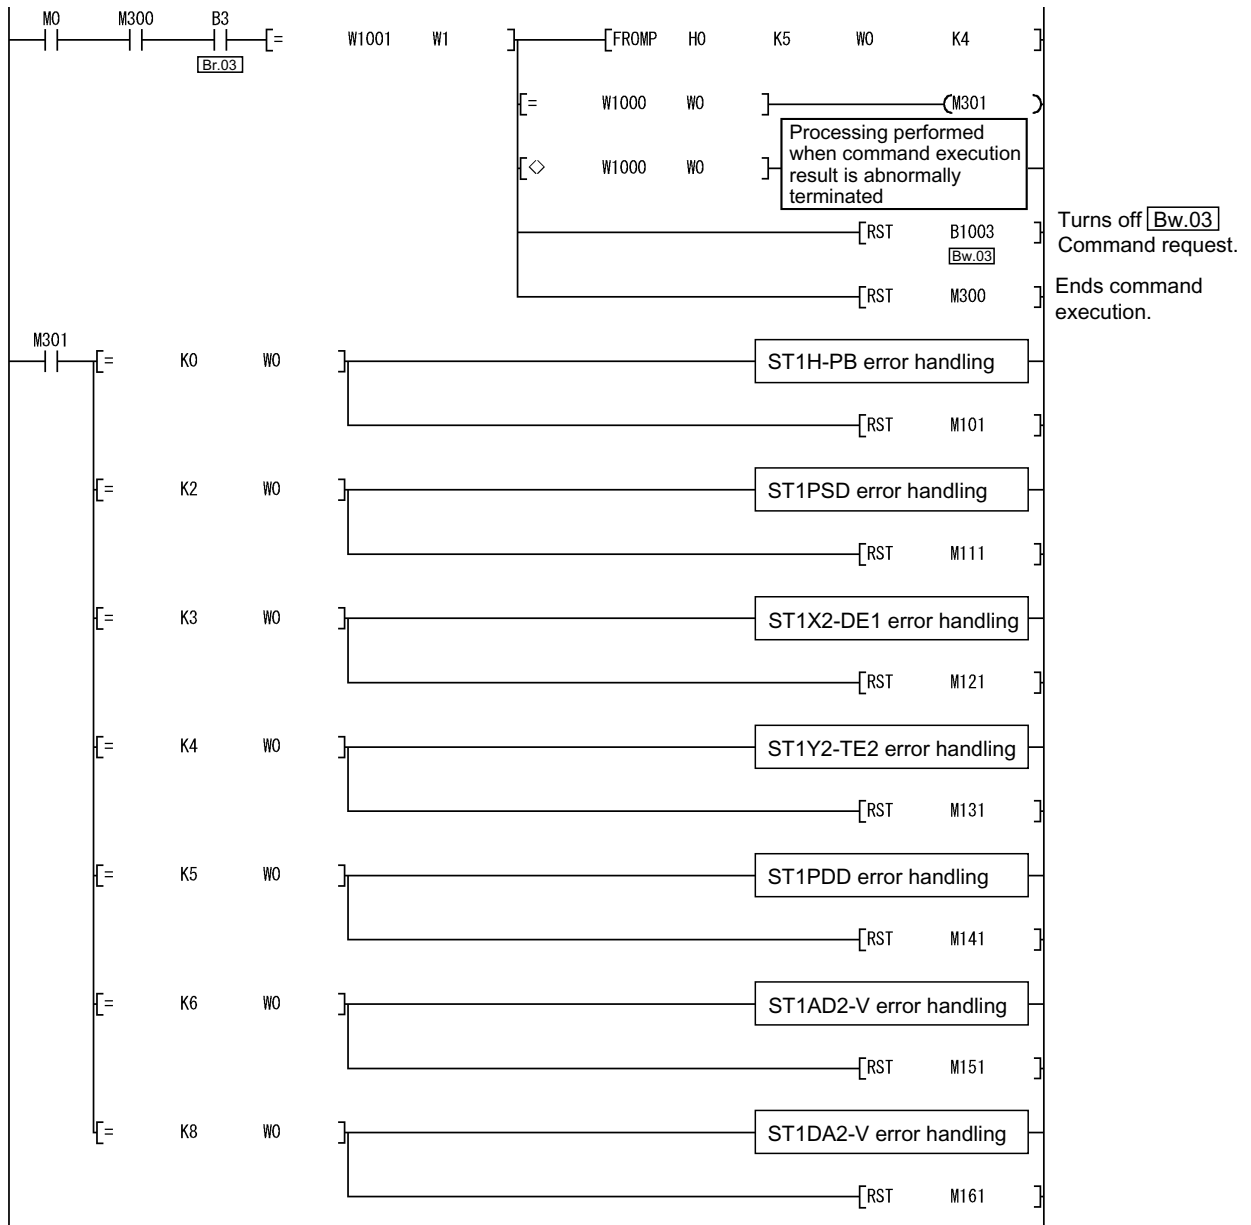 M0 M300 B3
[= W1001 W1 ] [FROMP H0 K5 W0 K4 ]
Br.03
[= W1000 W0 ] (M301 )
Processing performed
when command execution
result is abnormally
terminated
[<> W1000 W0 ]
[RST B1003 ]
Bw.03
Turns off Bw.03
Command request.
[RST M300 ]
Ends command
execution.
M301
[= K0 W0 ] ST1H-PB error handling
[RST M101 ]
[= K2 W0 ] ST1PSD error handling
[RST M111 ]
[= K3 W0 ] ST1X2-DE1 error handling
[RST M121 ]
[= K4 W0 ] ST1Y2-TE2 error handling
[RST M131 ]
[= K5 W0 ] ST1PDD error handling
[RST M141 ]
[= K6 W0 ] ST1AD2-V error handling
[RST M151 ]
[= K8 W0 ] ST1DA2-V error handling
[RST M161 ]